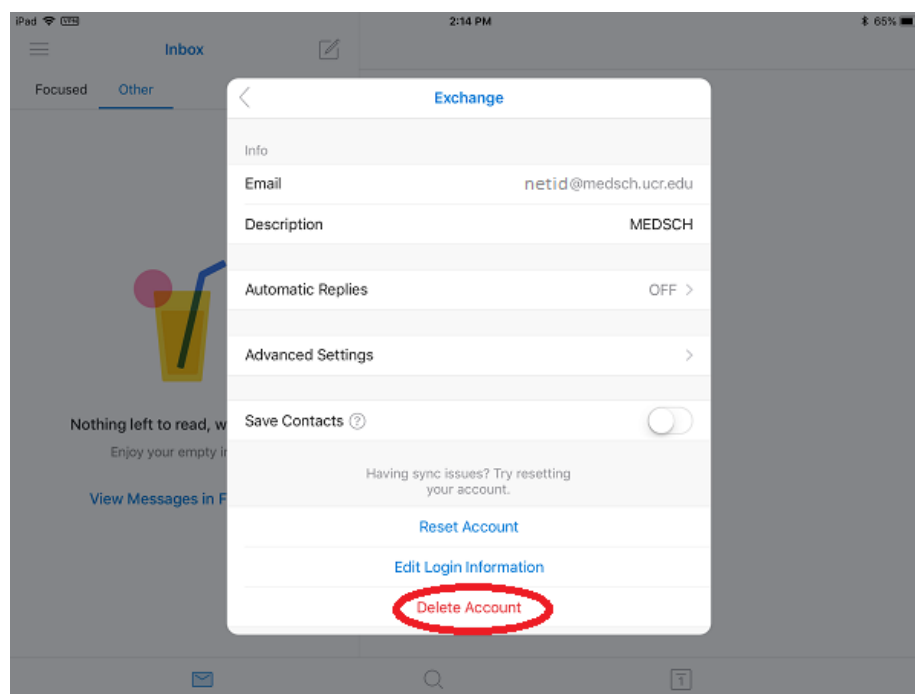 iPad VPN 2:14 PM 65%
Inbox
Focused Other
Exchange
Info
Email netid@medsch.ucr.edu
Description MEDSCH
Automatic Replies OFF
Advanced Settings
Nothing left to read, w
Save Contacts ?
Enjoy your empty
Having sync issues? Try resetting
your account.
View Messages in F
Reset Account
Edit Login Information
Delete Account
1